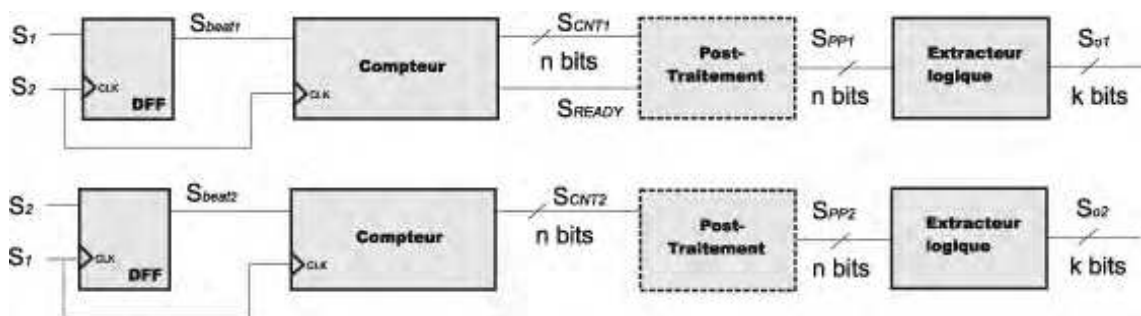 S1
Sbeat1
SCNT1
Post-
Traitement
SPP1
Extracteur
logique
So1
Compteur
n bits
S2
CLK
DFF
CLK
SREADY
n bits
k bits
S2
Sbeat2
SCNT2
Post-
Traitement
SPP2
Extracteur
logique
So2
Compteur
n bits
S1
CLK
DFF
CLK
n bits
k bits